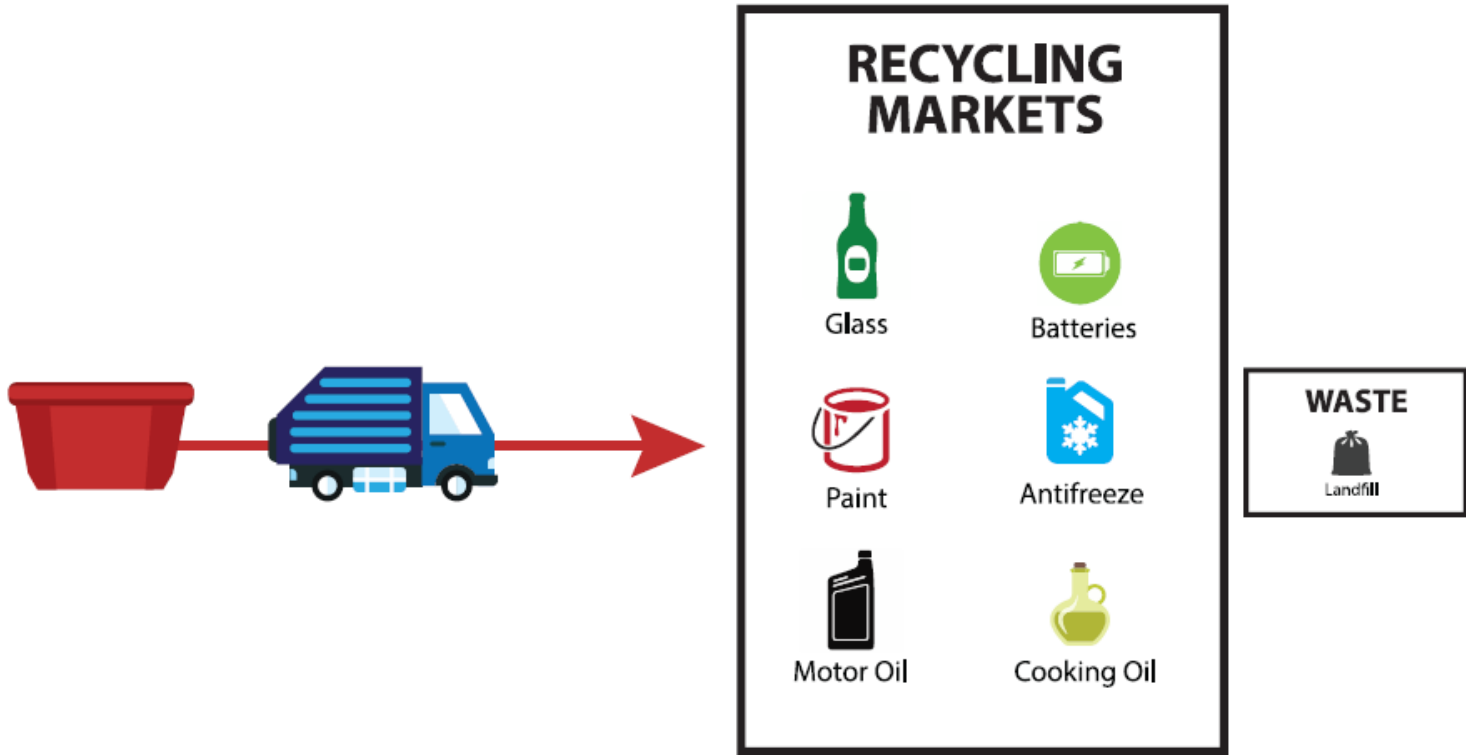 RECYCLING
MARKETS
Glass
Batteries
Paint
Antifreeze
Motor Oil
Cooking Oil
WASTE
Landfill